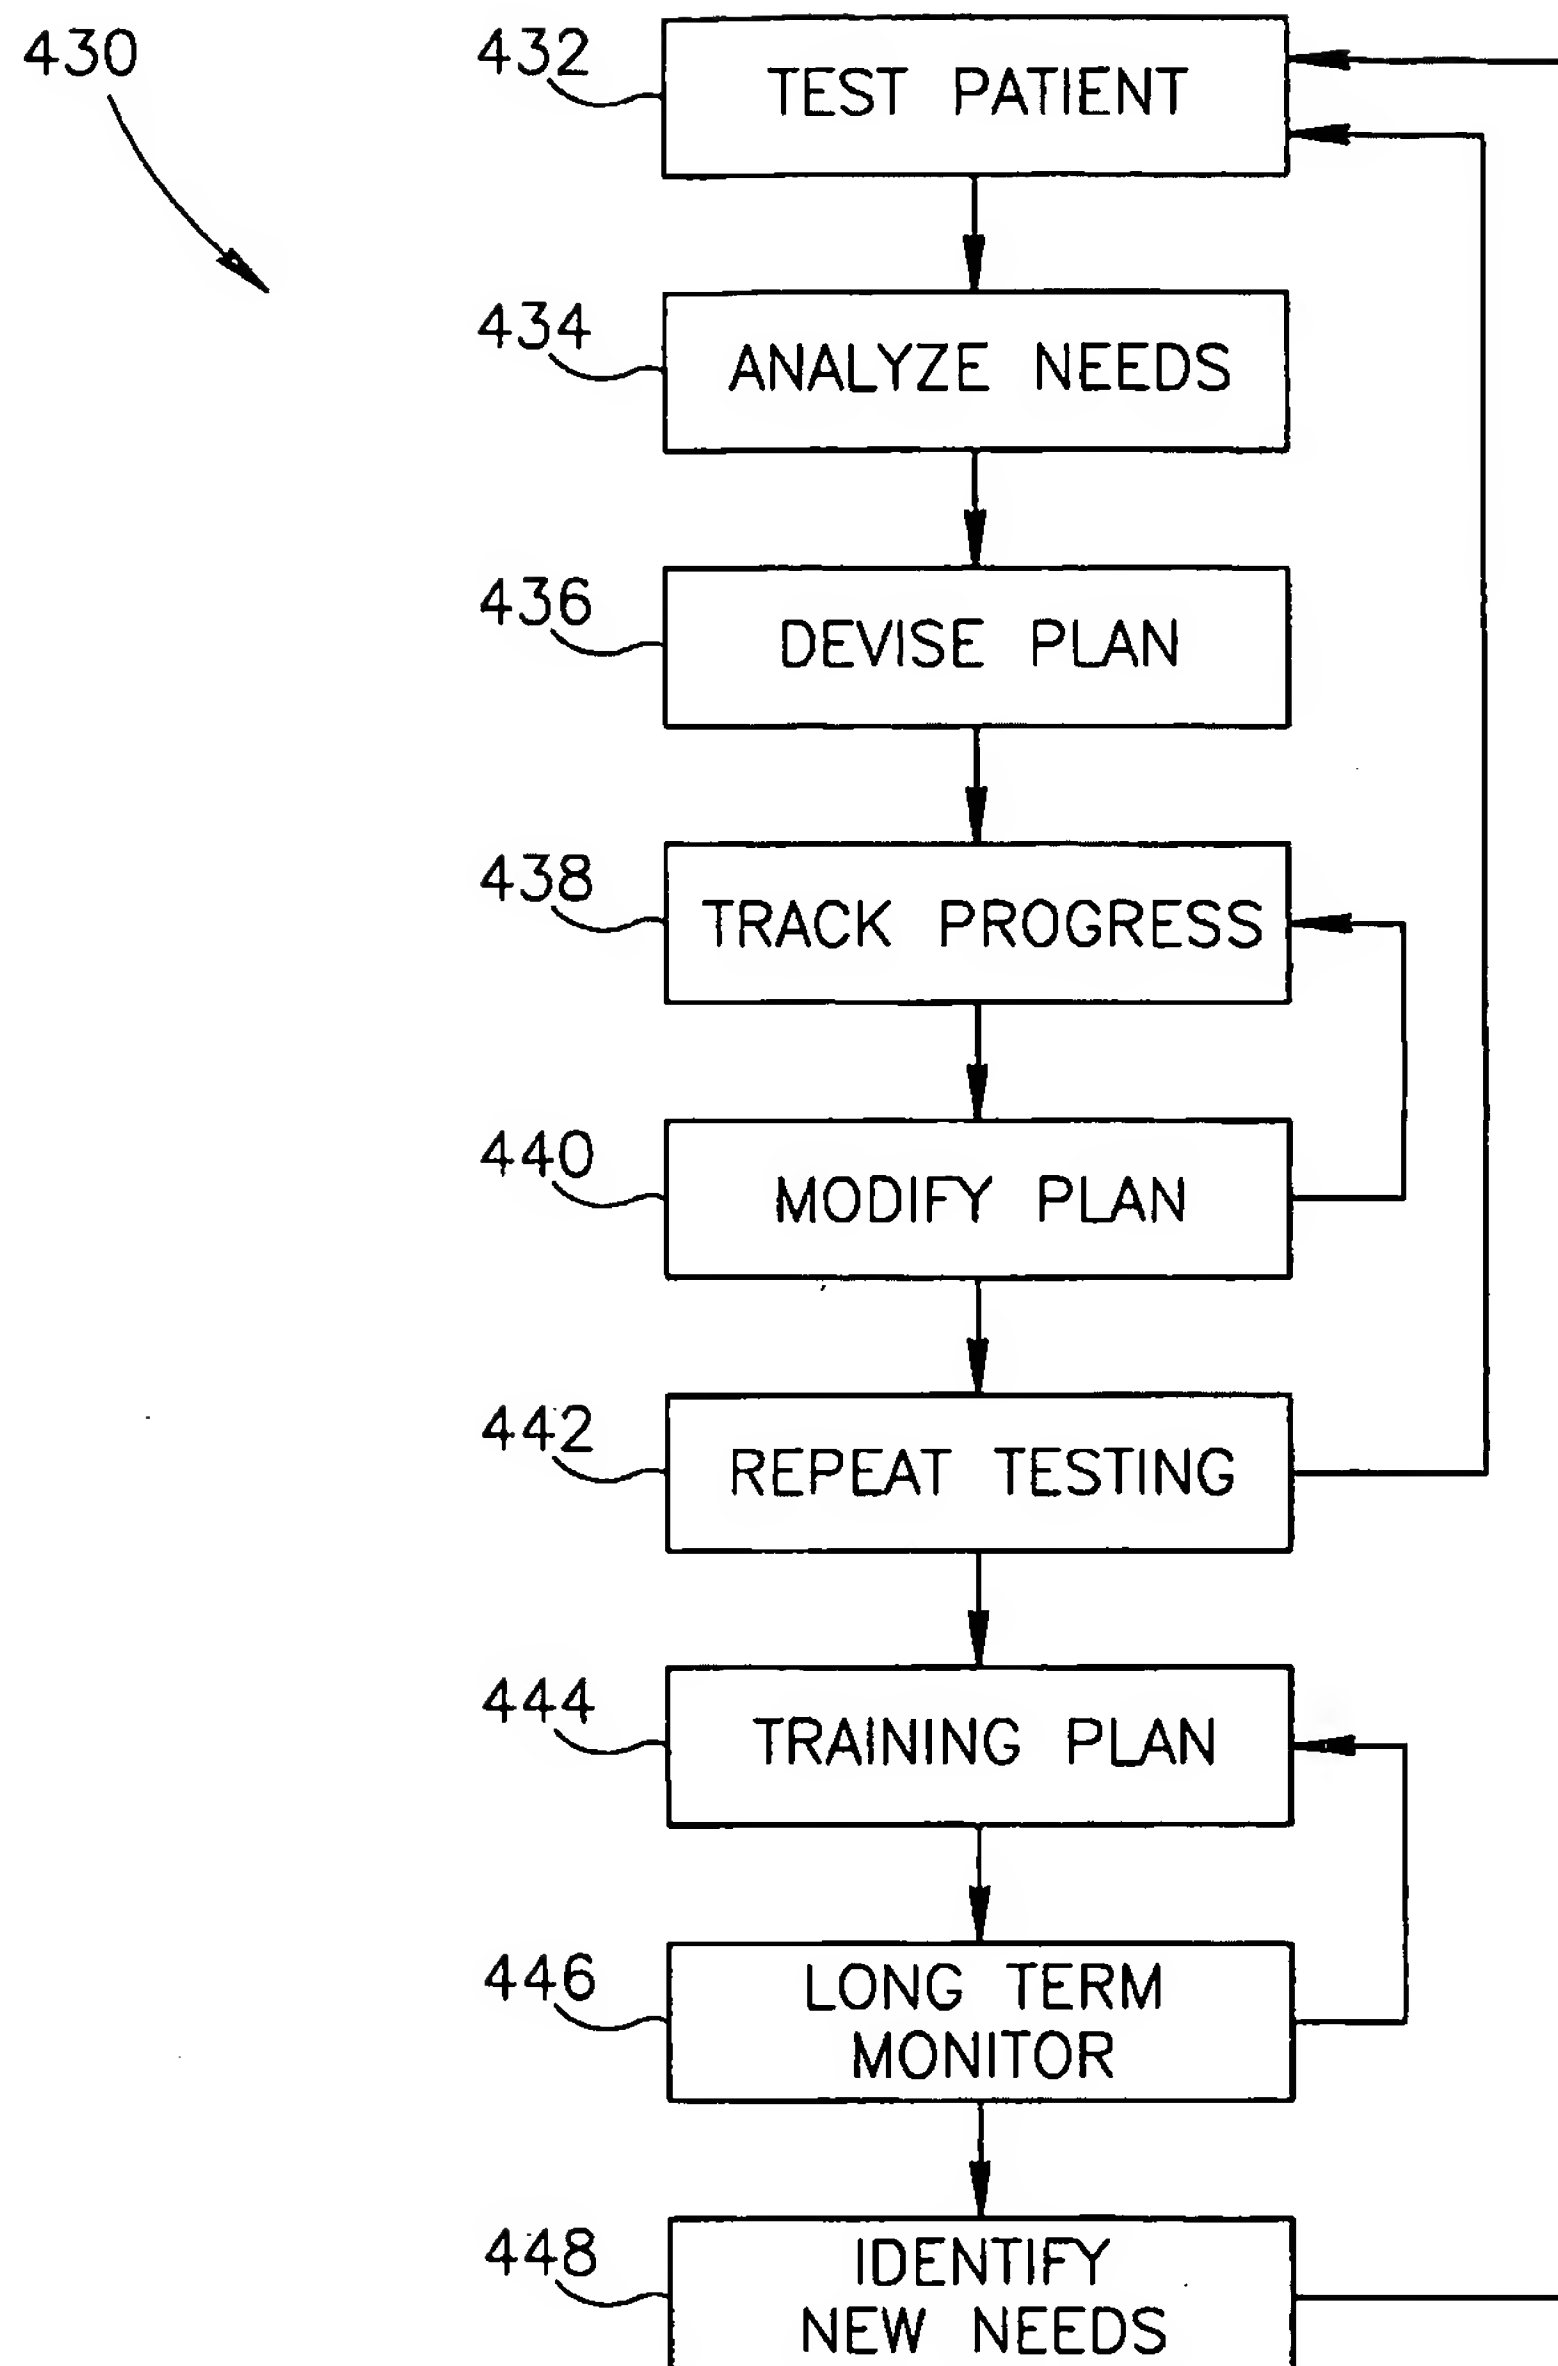 430
432
TEST PATIENT
434
ANALYZE NEEDS
436
DEVISE PLAN
438
TRACK PROGRESS
440
MODIFY PLAN
442
REPEAT TESTING
444
TRAINING PLAN
446
LONG TERM
MONITOR
448
IDENTIFY
NEW NEEDS